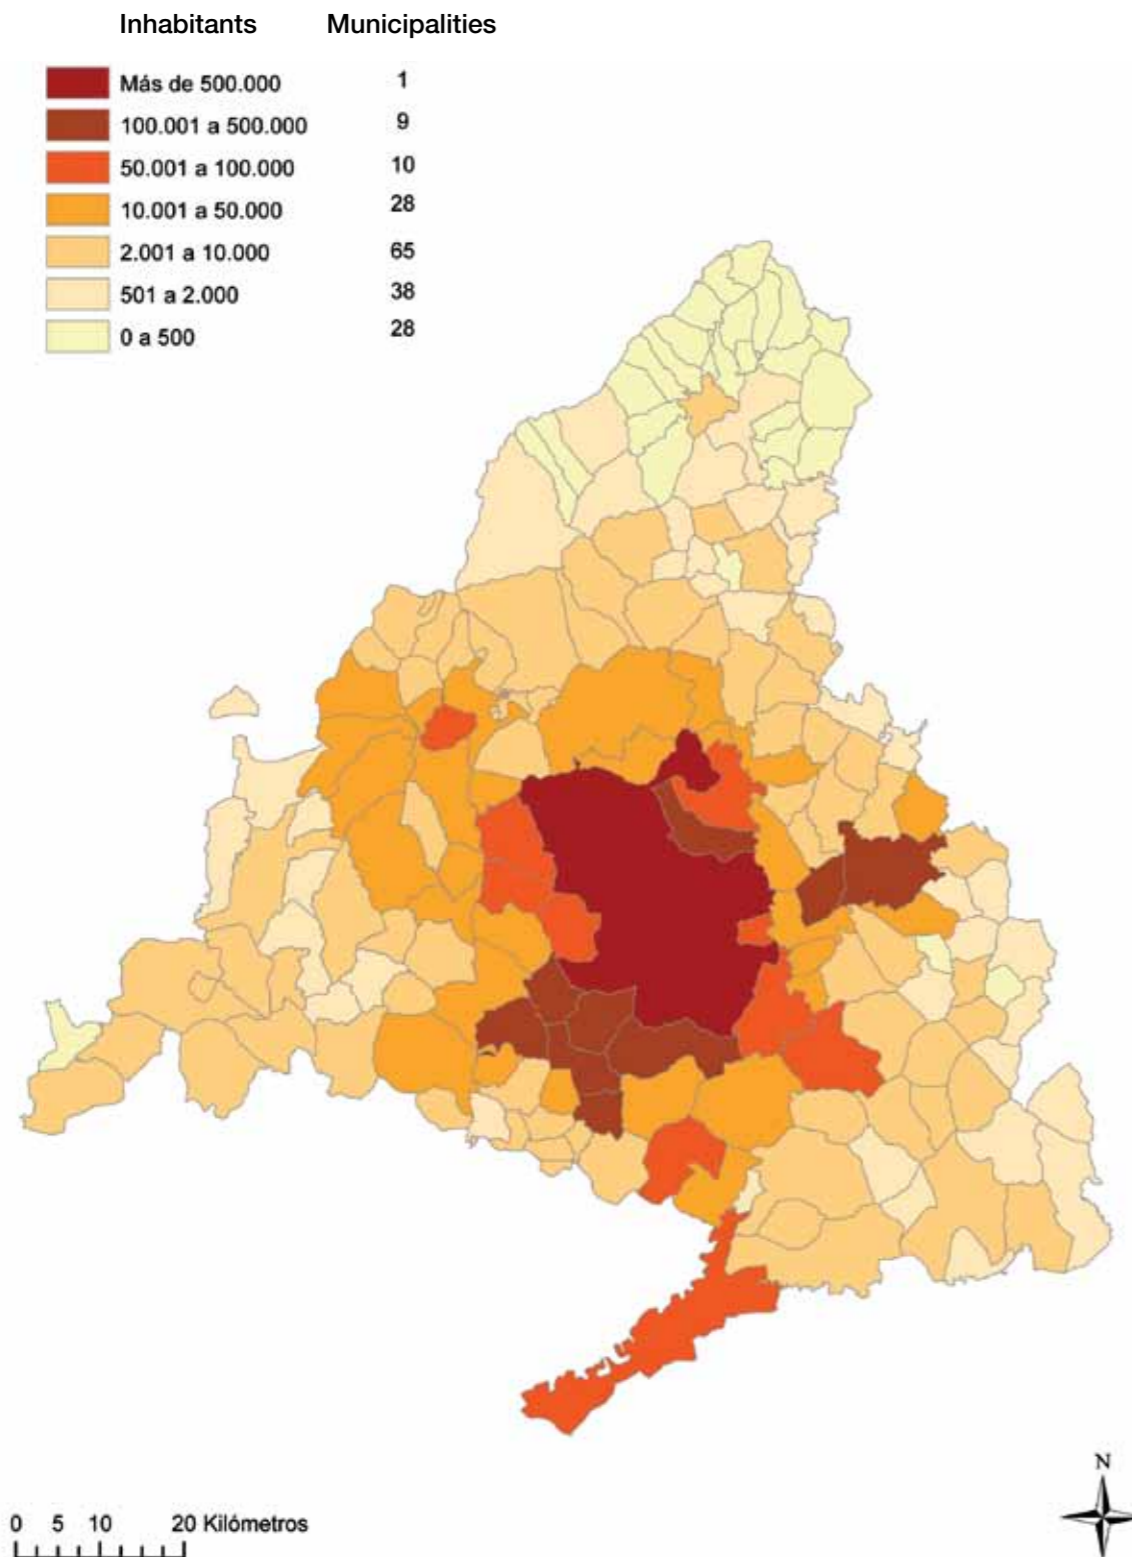 Inhabitants Municipalities
Más de 500.000 1
100.001 a 500.000 9
50.001 a 100.000 10
10.001 a 50.000 28
2.001 a 10.000 65
501 a 2.000 38
0 a 500 28
N
0 5 10 20 Kilómetros